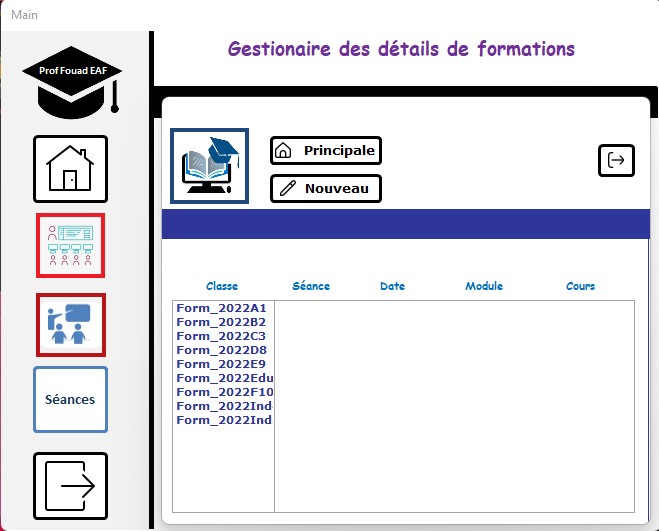 Main
Gestionaire des détails de formations
Prof Fouad EAF
Principale
Nouveau
Séances
Classe Séance Date Module Cours
Form_2022A1
Form_2022B2
Form_2022C3
Form_2022D8
Form_2022E9
Form_2022Edu
Form_2022F10
Form_2022Ind
Form_2022Ind